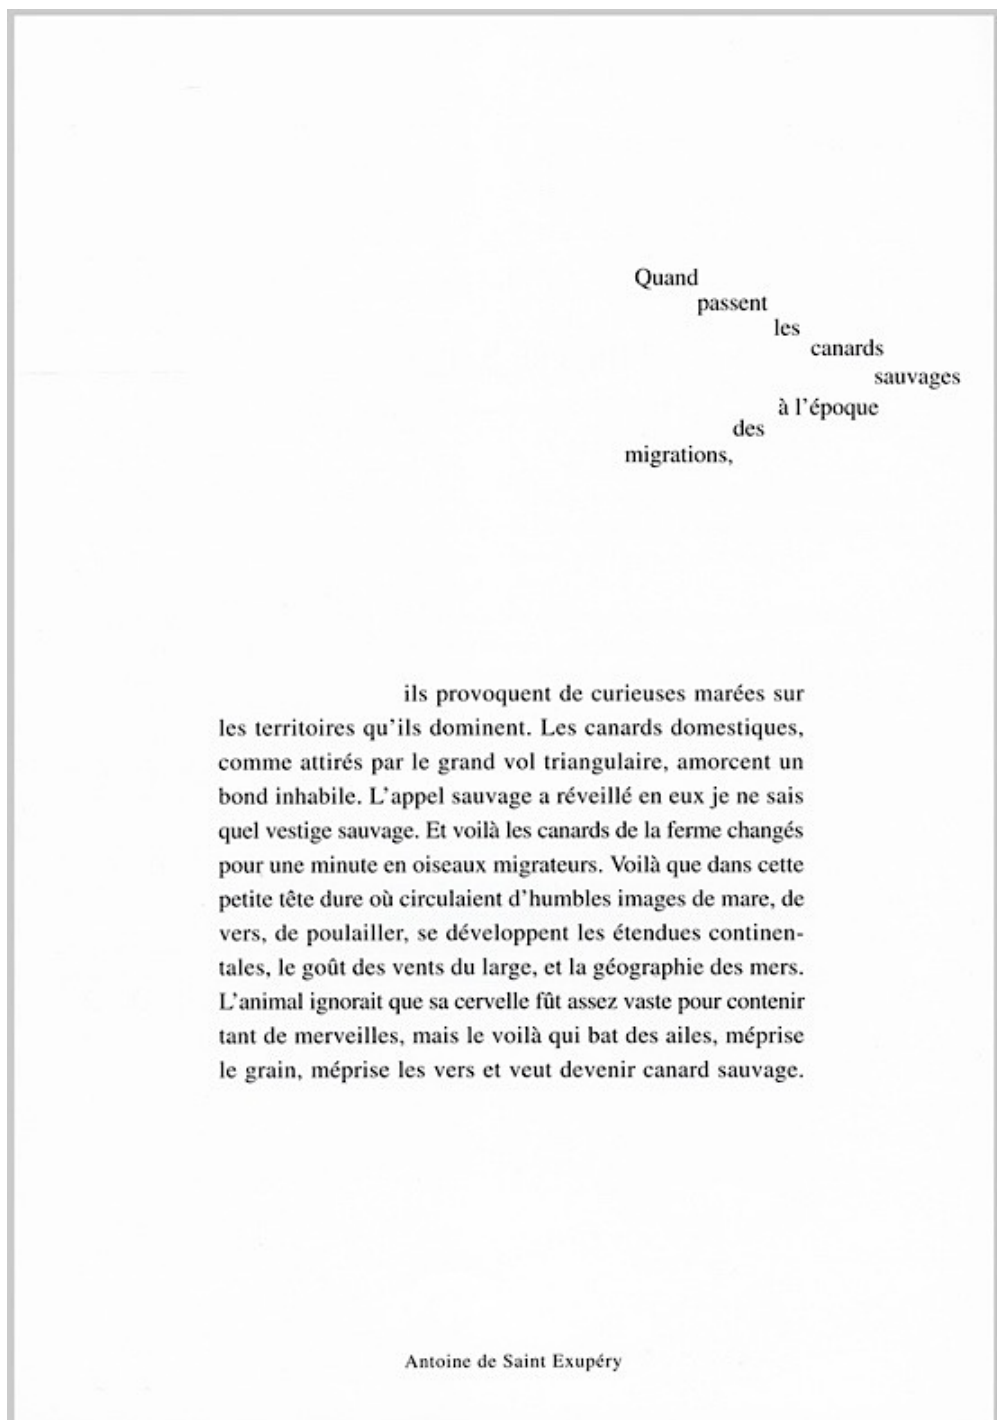 Quand
passent
les
canards
sauvages
à l'époque
des
migrations,
ils provoquent de curieuses marées sur
les territoires qu'ils dominent. Les canards domestiques,
comme attirés par le grand vol triangulaire, amorcent un
bond inhabile. L'appel sauvage a réveillé en eux je ne sais
quel vestige sauvage. Et voilà les canards de la ferme changés
pour une minute en oiseaux migrateurs. Voilà que dans cette
petite tête dure où circulaient d'humbles images de mare, de
vers, de poulailler, se développent les étendues continen-
tales, le goût des vents du large, et la géographie des mers.
L'animal ignorait que sa cervelle fût assez vaste pour contenir
tant de merveilles, mais le voilà qui bat des ailes, méprise
le grain, méprise les vers et veut devenir canard sauvage.
Antoine de Saint Exupéry